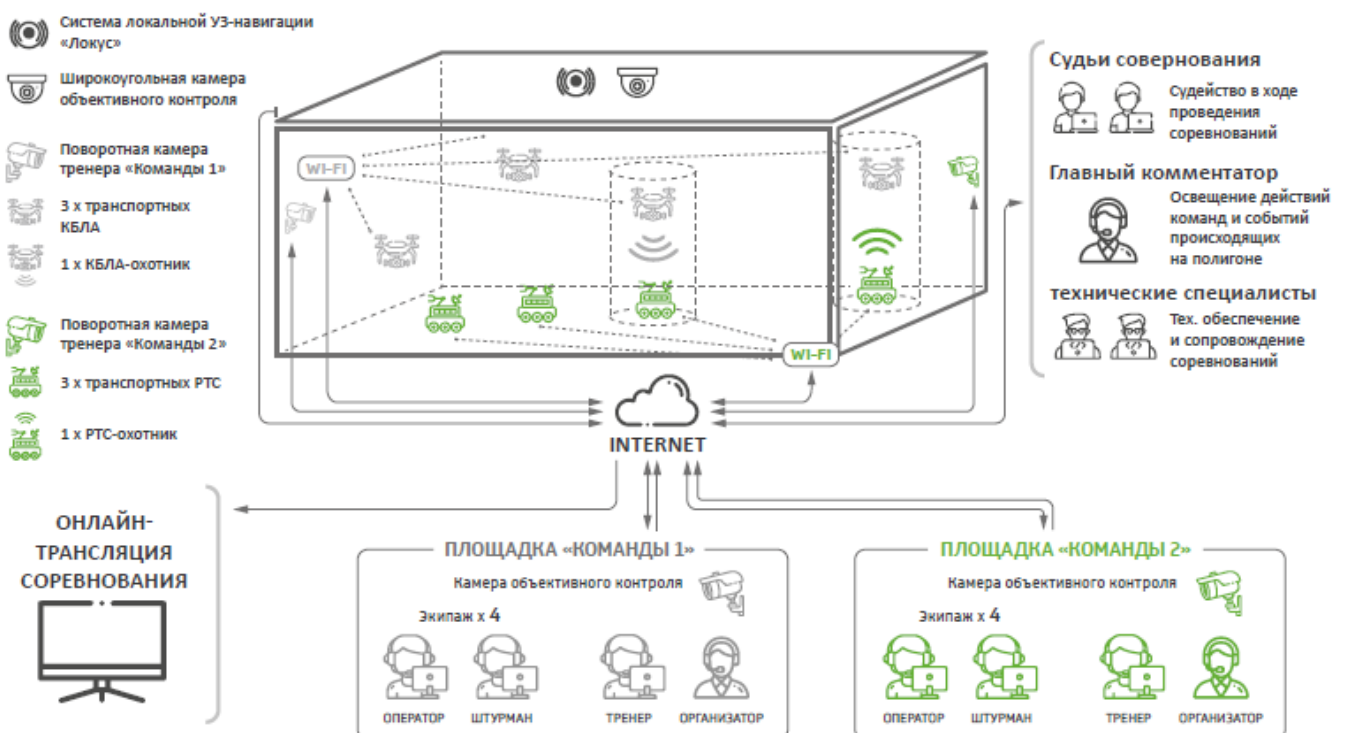 Система локальной УЗ-навигации
«Локус»
Широкоугольная камера
объективного контроля
Поворотная камера
тренера «Команды 1»
3 х транспортных
КБЛА
1 х КБЛА-охотник
Поворотная камера
тренера «Команды 2»
3 х транспортных РТС
1 х РТС-охотник
WI-FI
WI-FI
INTERNET
Судьи совернования
Судейство в ходе
проведения
соревнований
Главный комментатор
Освещение действий
команд и событий
происходящих
на полигоне
технические специалисты
Тех. обеспечение
и сопровождение
соревнований
ОНЛАЙН-
ТРАНСЛЯЦИЯ
СОРЕВНОВАНИЯ
ПЛОЩАДКА «КОМАНДЫ 1»
Камера объективного контроля
Экипаж х 4
ОПЕРАТОР
ШТУРМАН
ТРЕНЕР
ОРГАНИЗАТОР
ПЛОЩАДКА «КОМАНДЫ 2»
Камера объективного контроля
Экипаж х 4
ОПЕРАТОР
ШТУРМАН
ТРЕНЕР
ОРГАНИЗАТОР